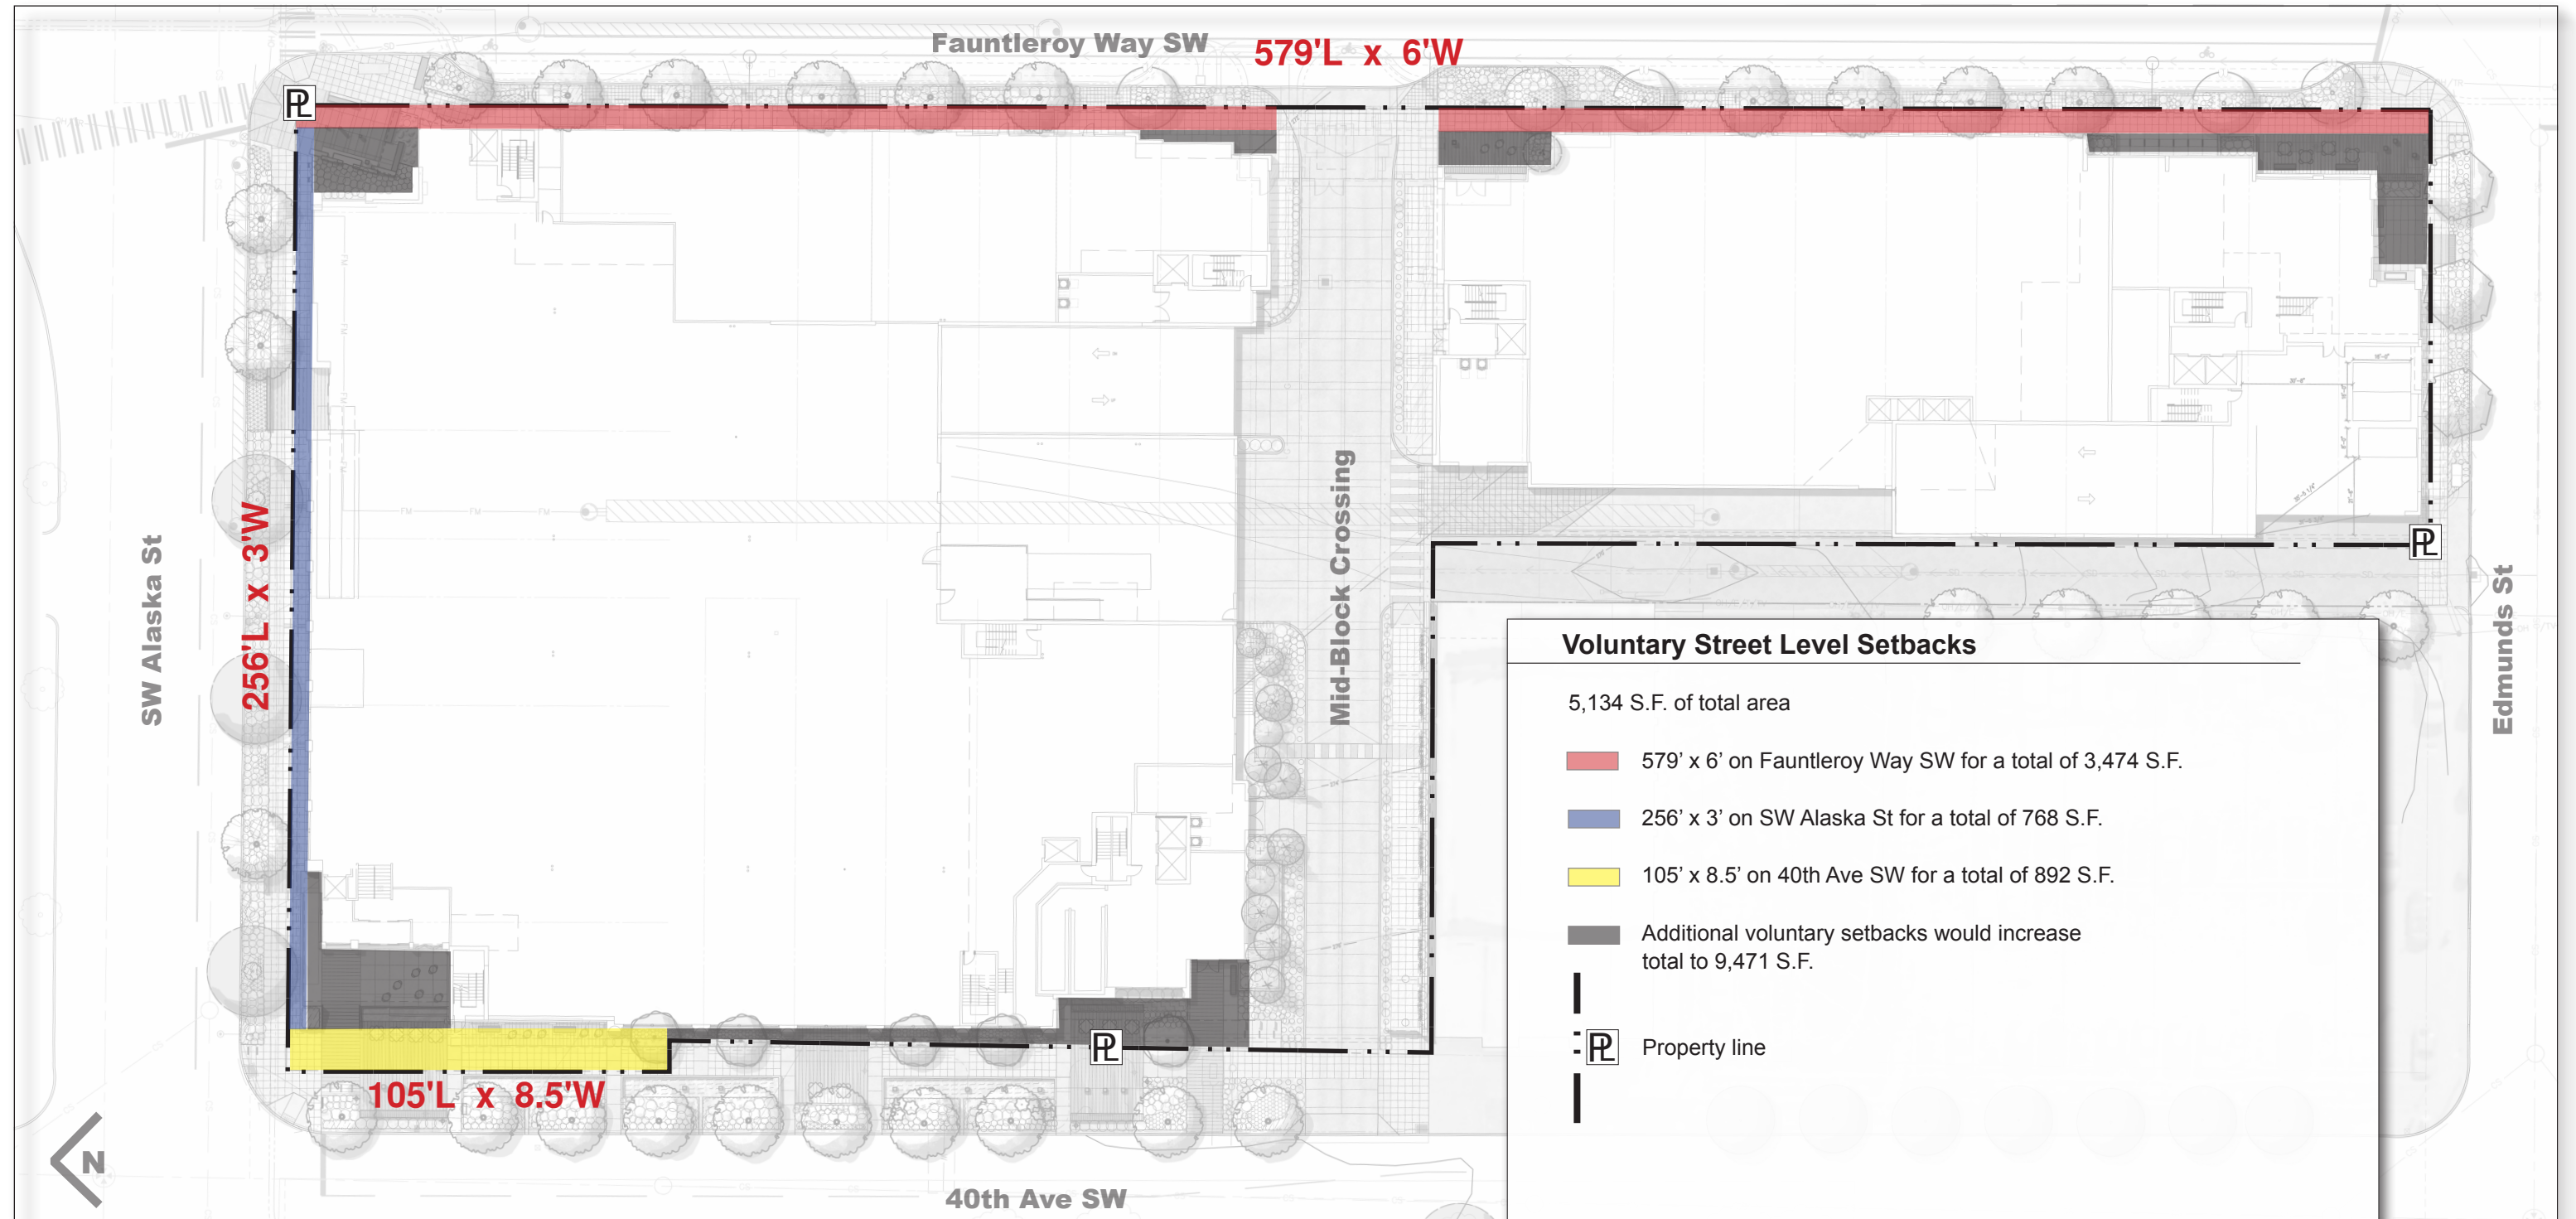 Fauntleroy Way SW
579'L x 6'W
PL
SW Alaska St
256'L x 3'W
Mid-Block Crossing
Edmunds St
PL
Voluntary Street Level Setbacks
5,134 S.F. of total area
579’ x 6’ on Fauntleroy Way SW for a total of 3,474 S.F.
256’ x 3’ on SW Alaska St for a total of 768 S.F.
105’ x 8.5’ on 40th Ave SW for a total of 892 S.F.
Additional voluntary setbacks would increase
total to 9,471 S.F.
PL Property line
PL
105'L x 8.5'W
N
40th Ave SW
FM FM FM